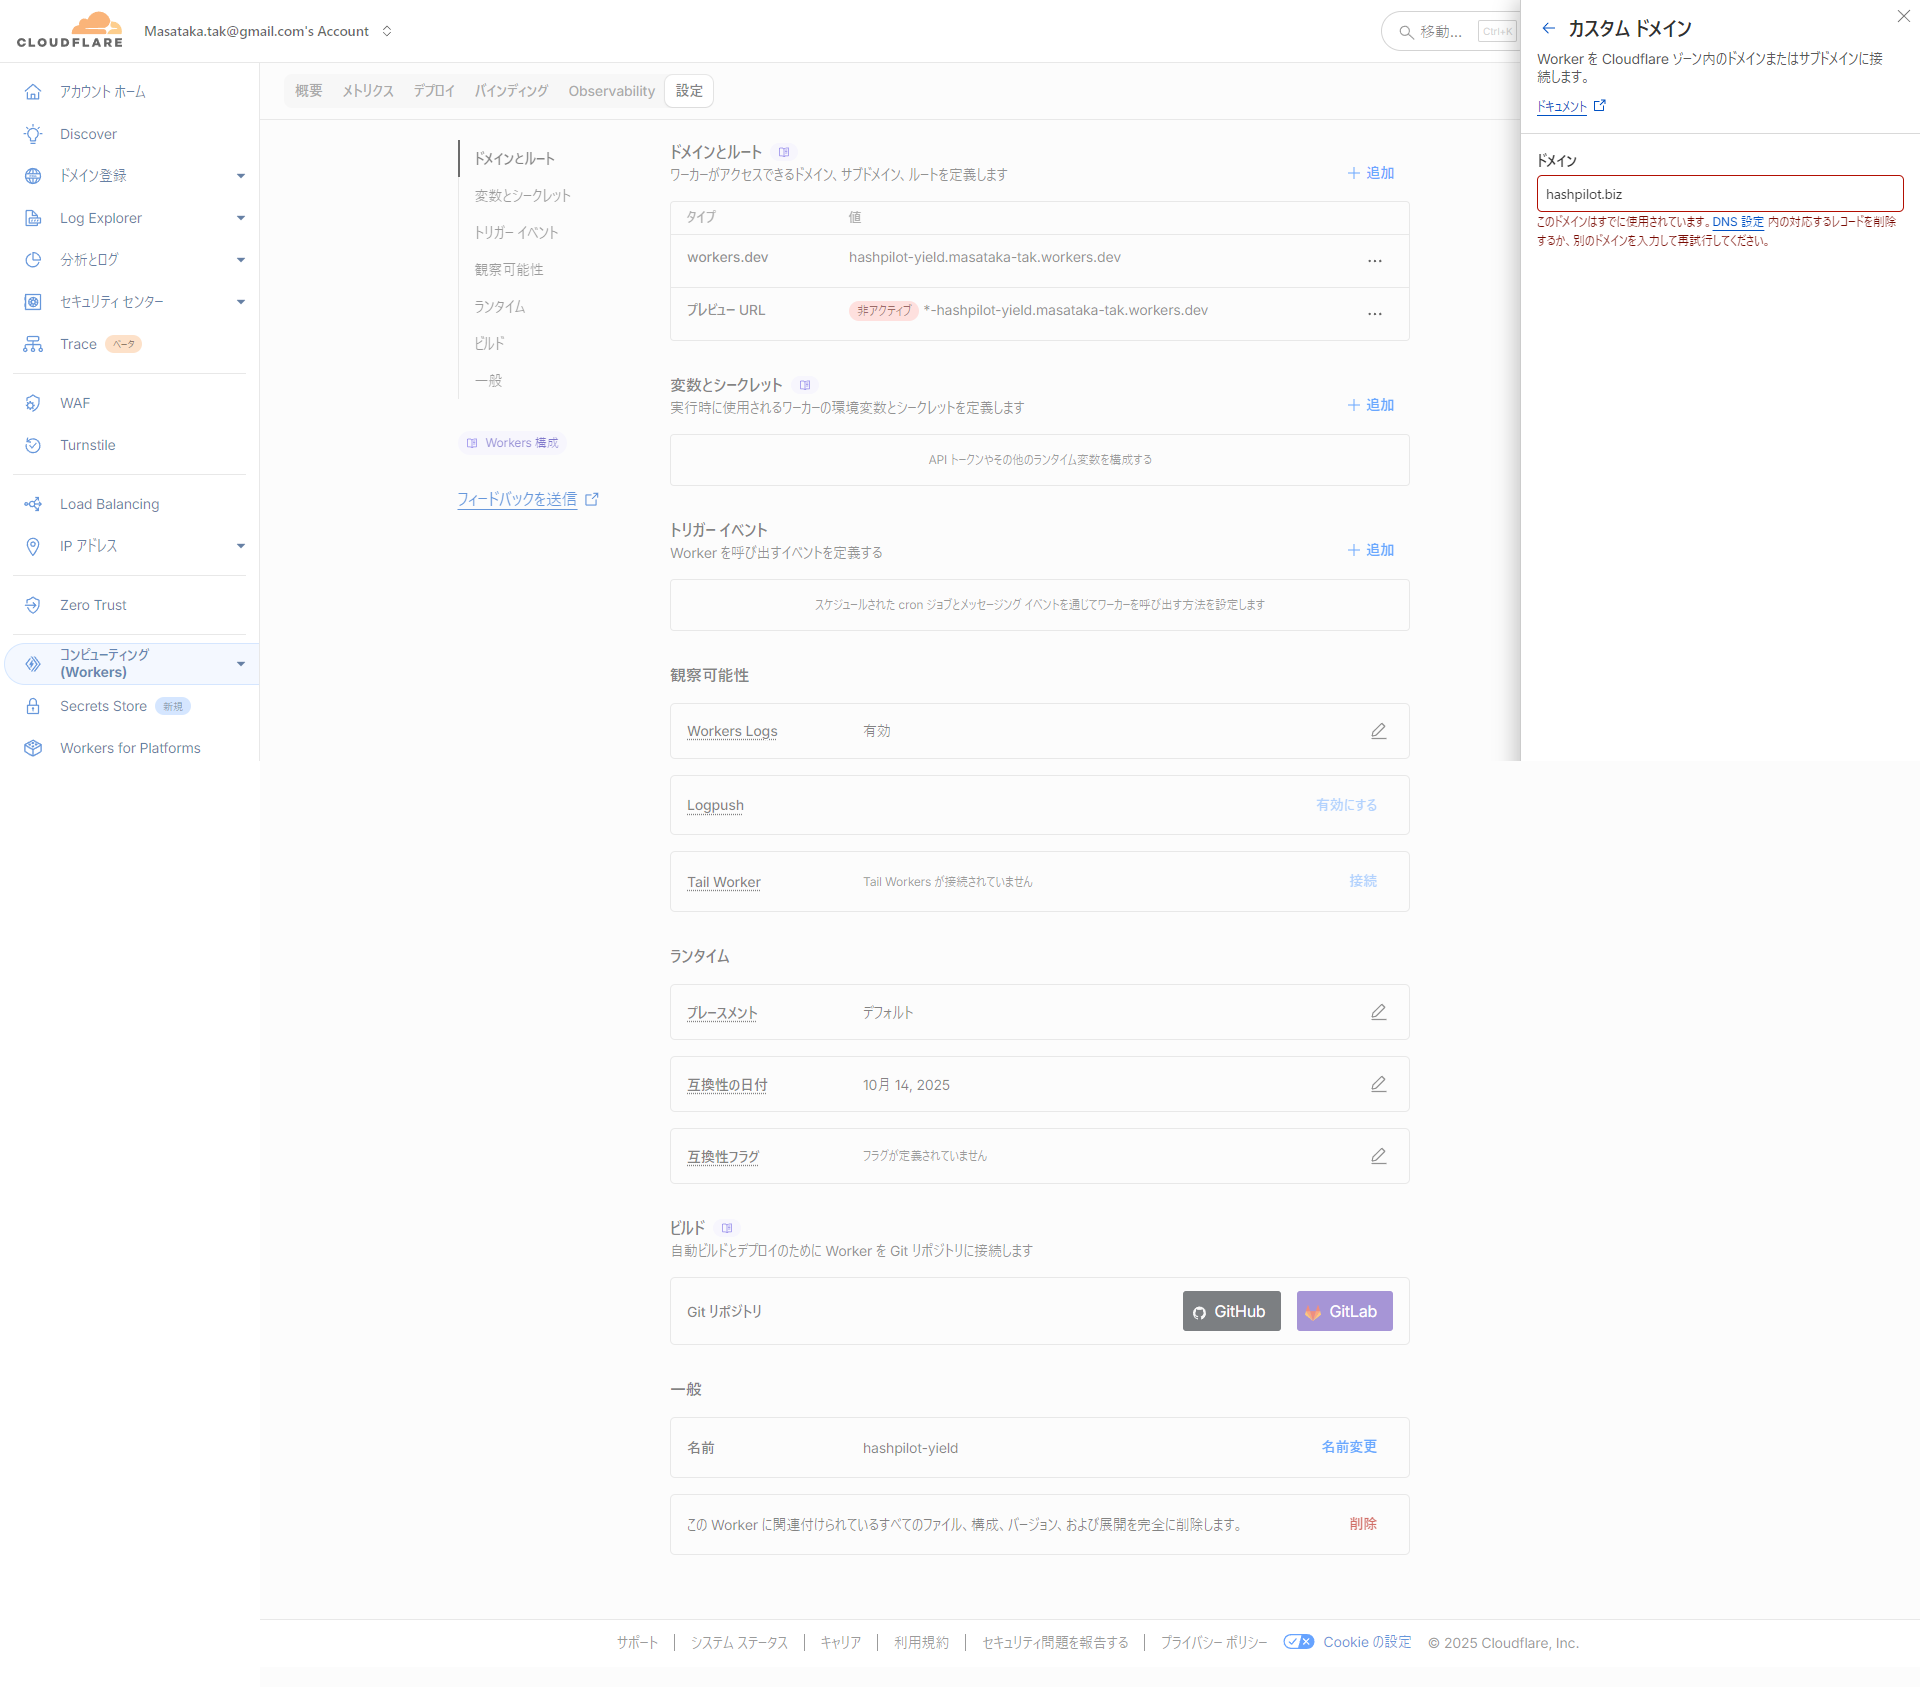 CLOUDFLARE
Masataka.tak@gmail.com's Account
移動... Ctrl+K
アカウント ホーム
Discover
ドメイン登録
Log Explorer
分析とログ
セキュリティ センター
Trace ベータ
WAF
Turnstile
Load Balancing
IP アドレス
Zero Trust
コンピューティング
(Workers)
Secrets Store 新規
Workers for Platforms
概要 メトリクス デプロイ バインディング Observability 設定
ドメインとルート
変数とシークレット
トリガー イベント
観察可能性
ランタイム
ビルド
一般
Workers 構成
フィードバックを送信
ドメインとルート
ワーカーがアクセスできるドメイン、サブドメイン、ルートを定義します
追加
タイプ 値
workers.dev hashpilot-yield.masataka-tak.workers.dev ...
プレビュー URL 非アクティブ *-hashpilot-yield.masataka-tak.workers.dev ...
変数とシークレット
実行時に使用されるワーカーの環境変数とシークレットを定義します
追加
API トークンやその他のランタイム変数を構成する
トリガー イベント
Worker を呼び出すイベントを定義する
追加
スケジュールされた cron ジョブとメッセージング イベントを通じてワーカーを呼び出す方法を設定します
観察可能性
Workers Logs 有効
Logpush 有効にする
Tail Worker Tail Workers が接続されていません 接続
ランタイム
プレースメント デフォルト
互換性の日付 10月 14, 2025
互換性フラグ フラグが定義されていません
ビルド
自動ビルドとデプロイのために Worker を Git リポジトリに接続します
Git リポジトリ GitHub GitLab
一般
名前 hashpilot-yield 名前変更
この Worker に関連付けられているすべてのファイル、構成、バージョン、および展開を完全に削除します。 削除
サポート システム ステータス キャリア 利用規約 セキュリティ問題を報告する プライバシー ポリシー Cookie の設定 © 2025 Cloudflare, Inc.
カスタム ドメイン
Worker を Cloudflare ゾーン内のドメインまたはサブドメインに接
続します。
ドキュメント
ドメイン
hashpilot.biz
このドメインはすでに使用されています。DNS 設定 内の対応するレコードを削除
するか、別のドメインを入力して再試行してください。